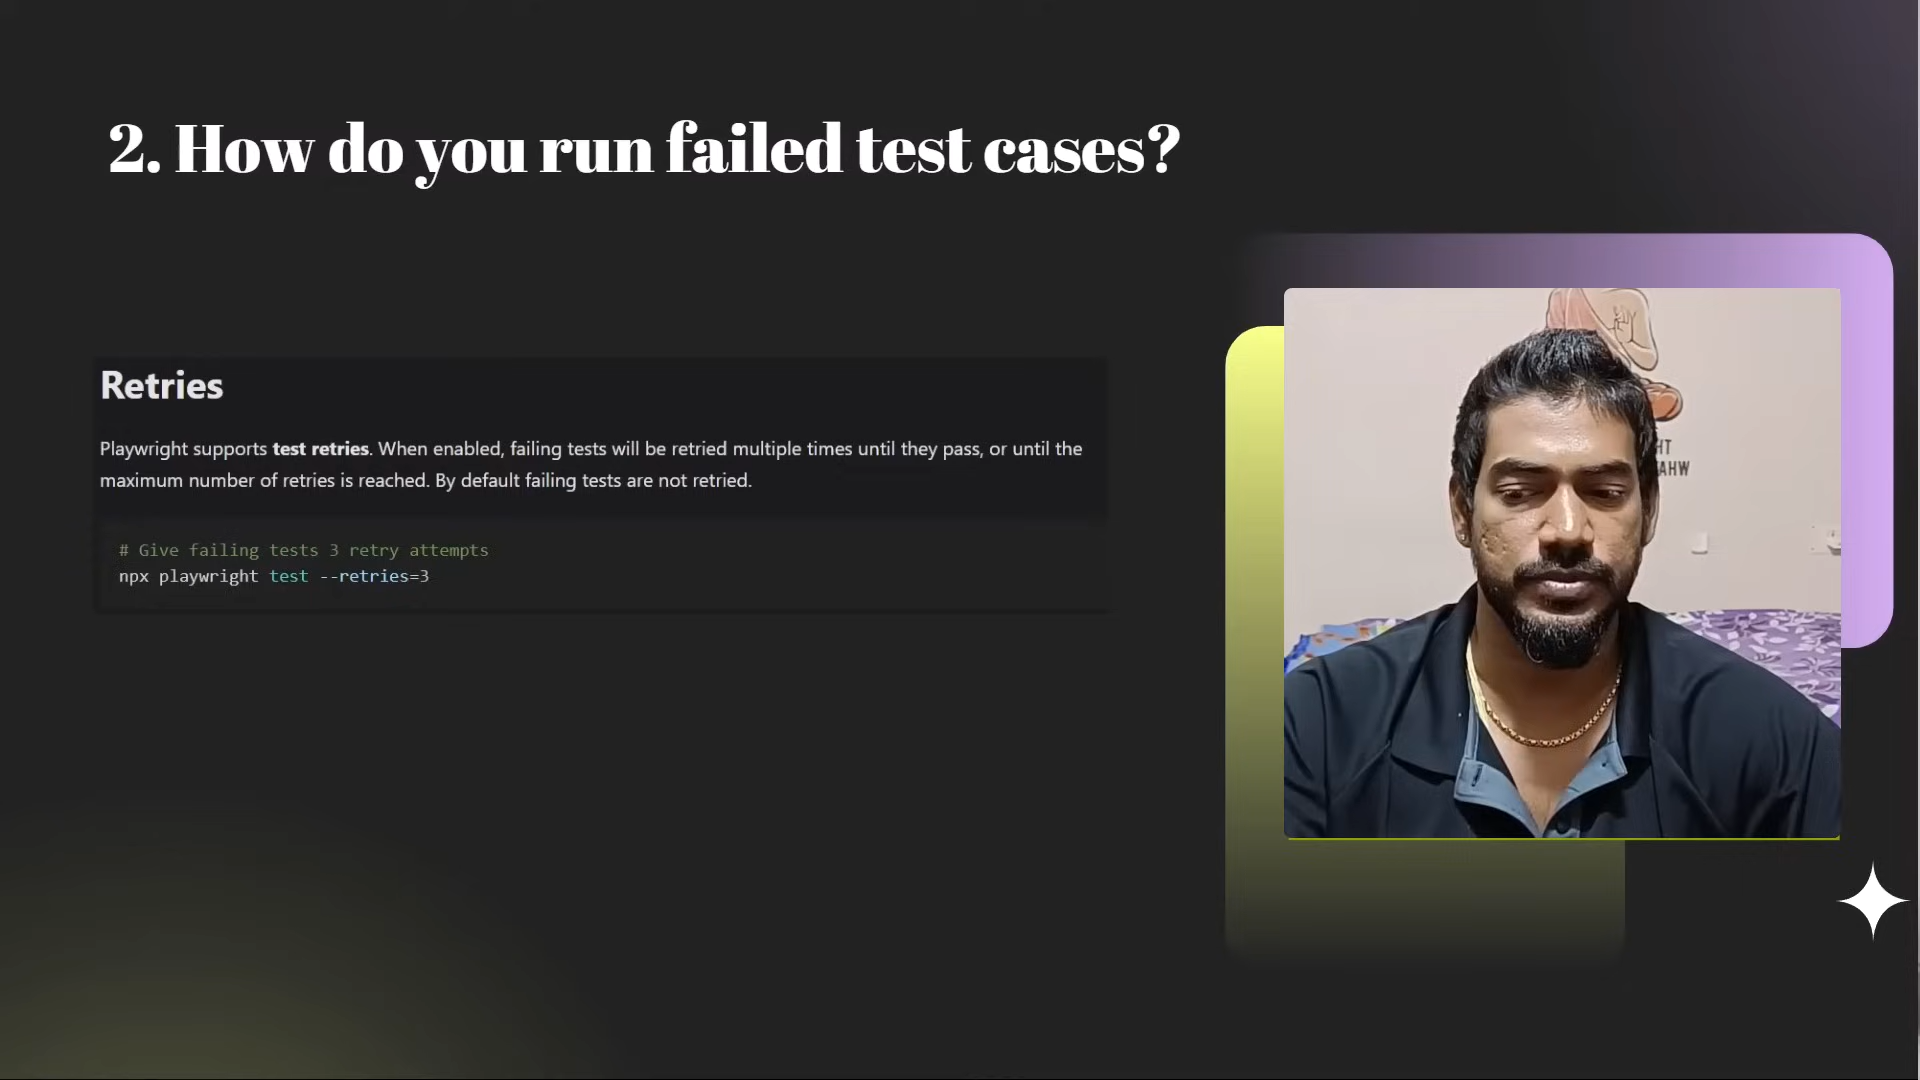 2. How do you run failed test cases?
Retries
Playwright supports test retries. When enabled, failing tests will be retried multiple times until they pass, or until the
maximum number of retries is reached. By default failing tests are not retried.
# Give failing tests 3 retry attempts
npx playwright test --retries=3
HT
AHW